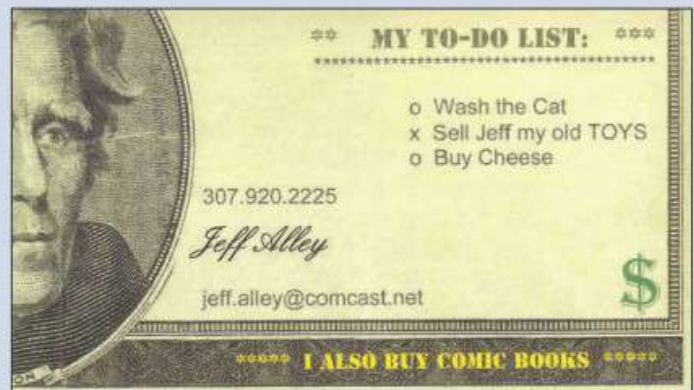 ** MY TO-DO LIST: ***
o Wash the Cat
x Sell Jeff my old TOYS
o Buy Cheese
307.920.2225
Jeff Alley
jeff.alley@comcast.net
$
***** I ALSO BUY COMIC BOOKS *****
ON